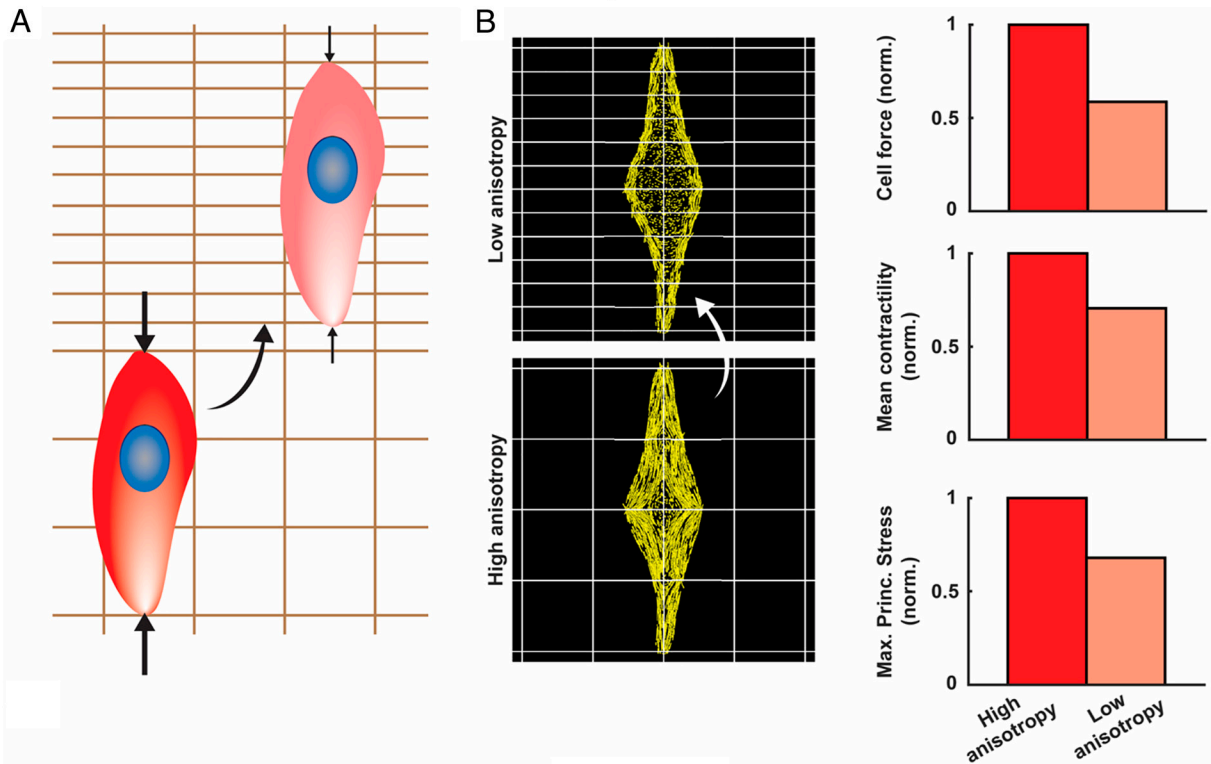 A
B
Low anisotropy
High anisotropy
Cell force (norm.)
1
0.5
0
Mean contractility
(norm.)
1
0.5
0
Max. Princ. Stress
(norm.)
1
0.5
0
High
anisotropy
Low
anisotropy